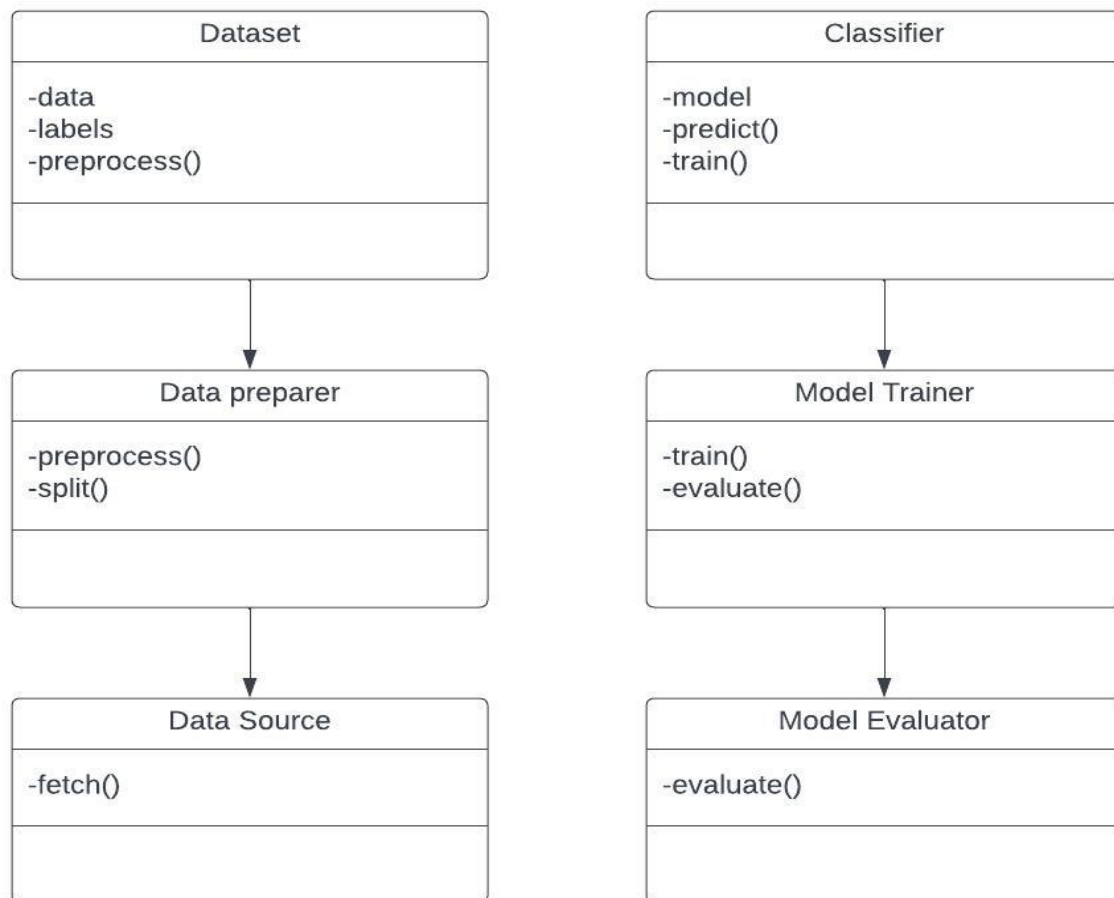 Dataset
-data
-labels
-preprocess()
Data preparer
-preprocess()
-split()
Data Source
-fetch()
Classifier
-model
-predict()
-train()
Model Trainer
-train()
-evaluate()
Model Evaluator
-evaluate()